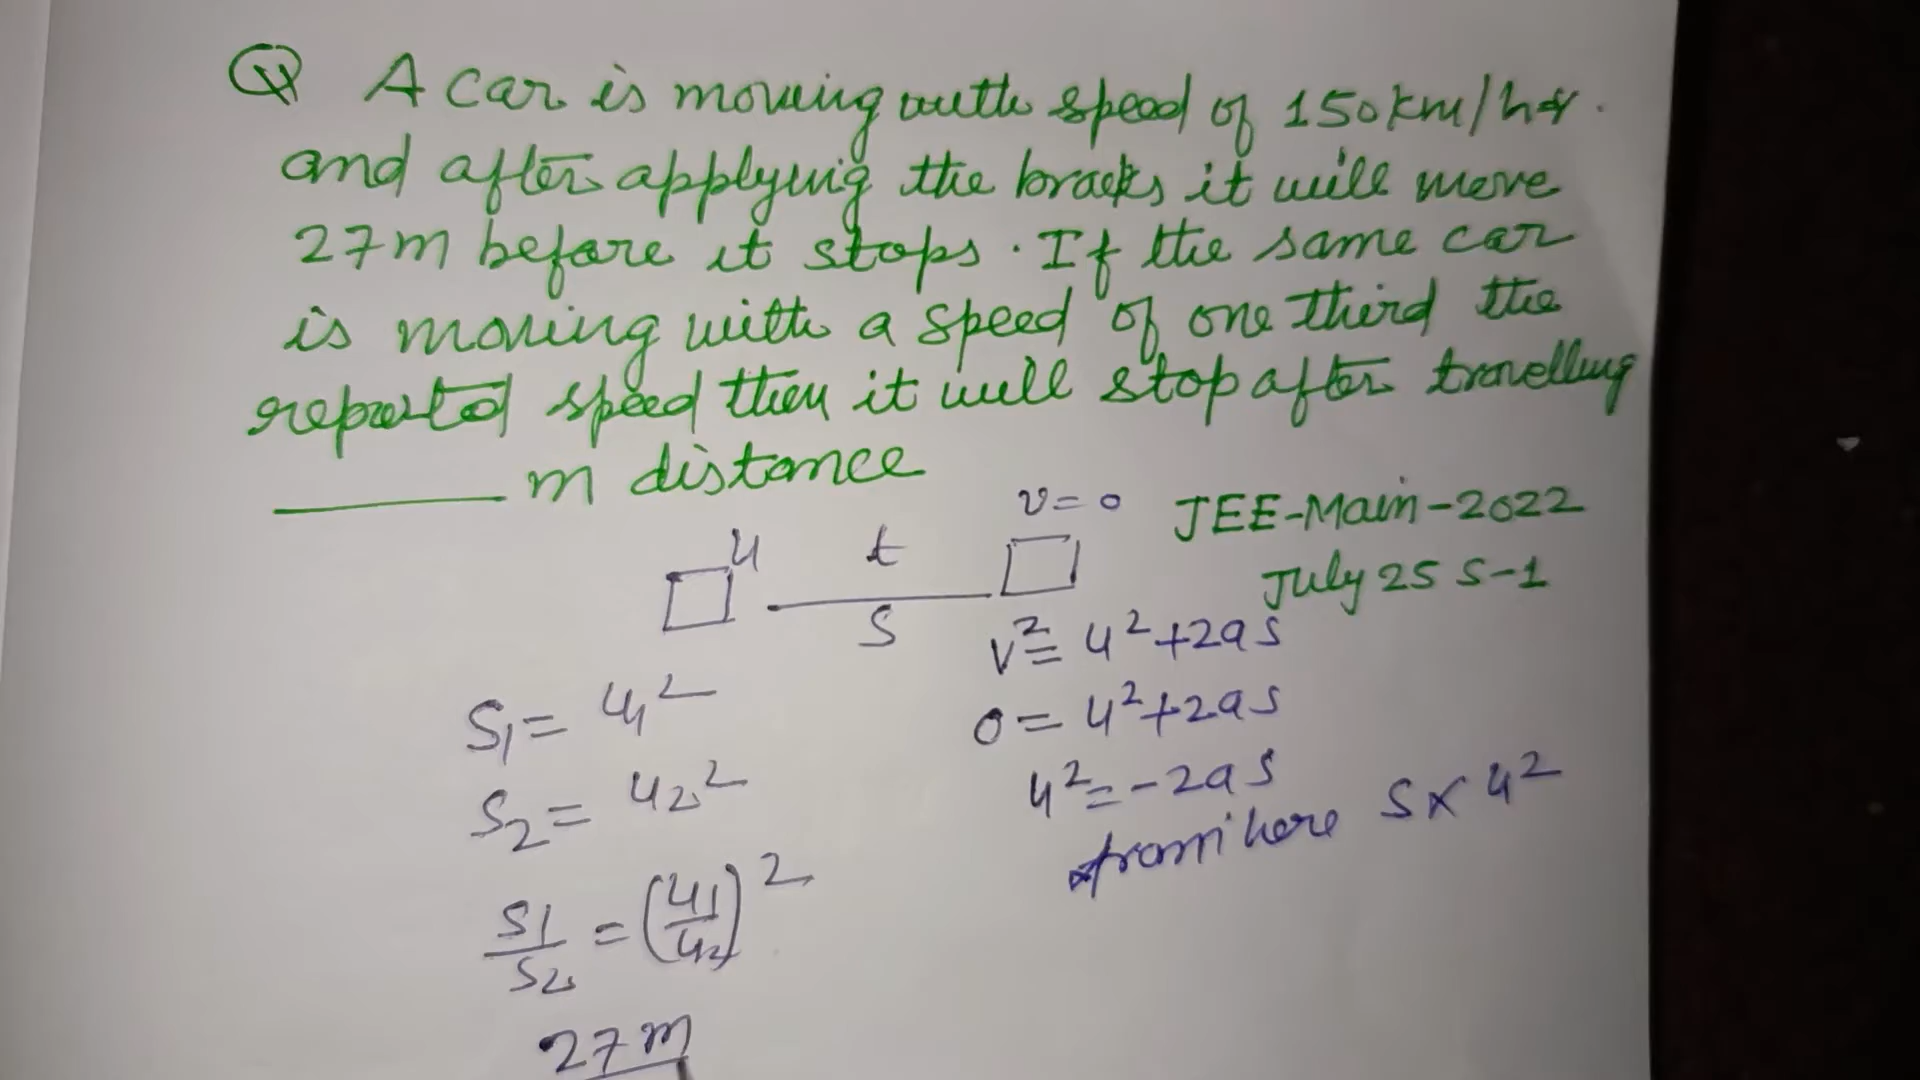 Q A car is moving with speed of 150km/hr.
and after applying the brakes it will move
27m before it stops. If the same car
is moving with a speed of one third the
reported speed then it will stop after travelling
______ m distance
JEE-Main-2022
July 25 S-1
u t v=0
S
v²=u²+2as
0=u²+2as
u²=-2as
from here S∝u²
S₁=u₁²
S₂=u₂²
S₁/S₂=(u₁/u₂)²
27m